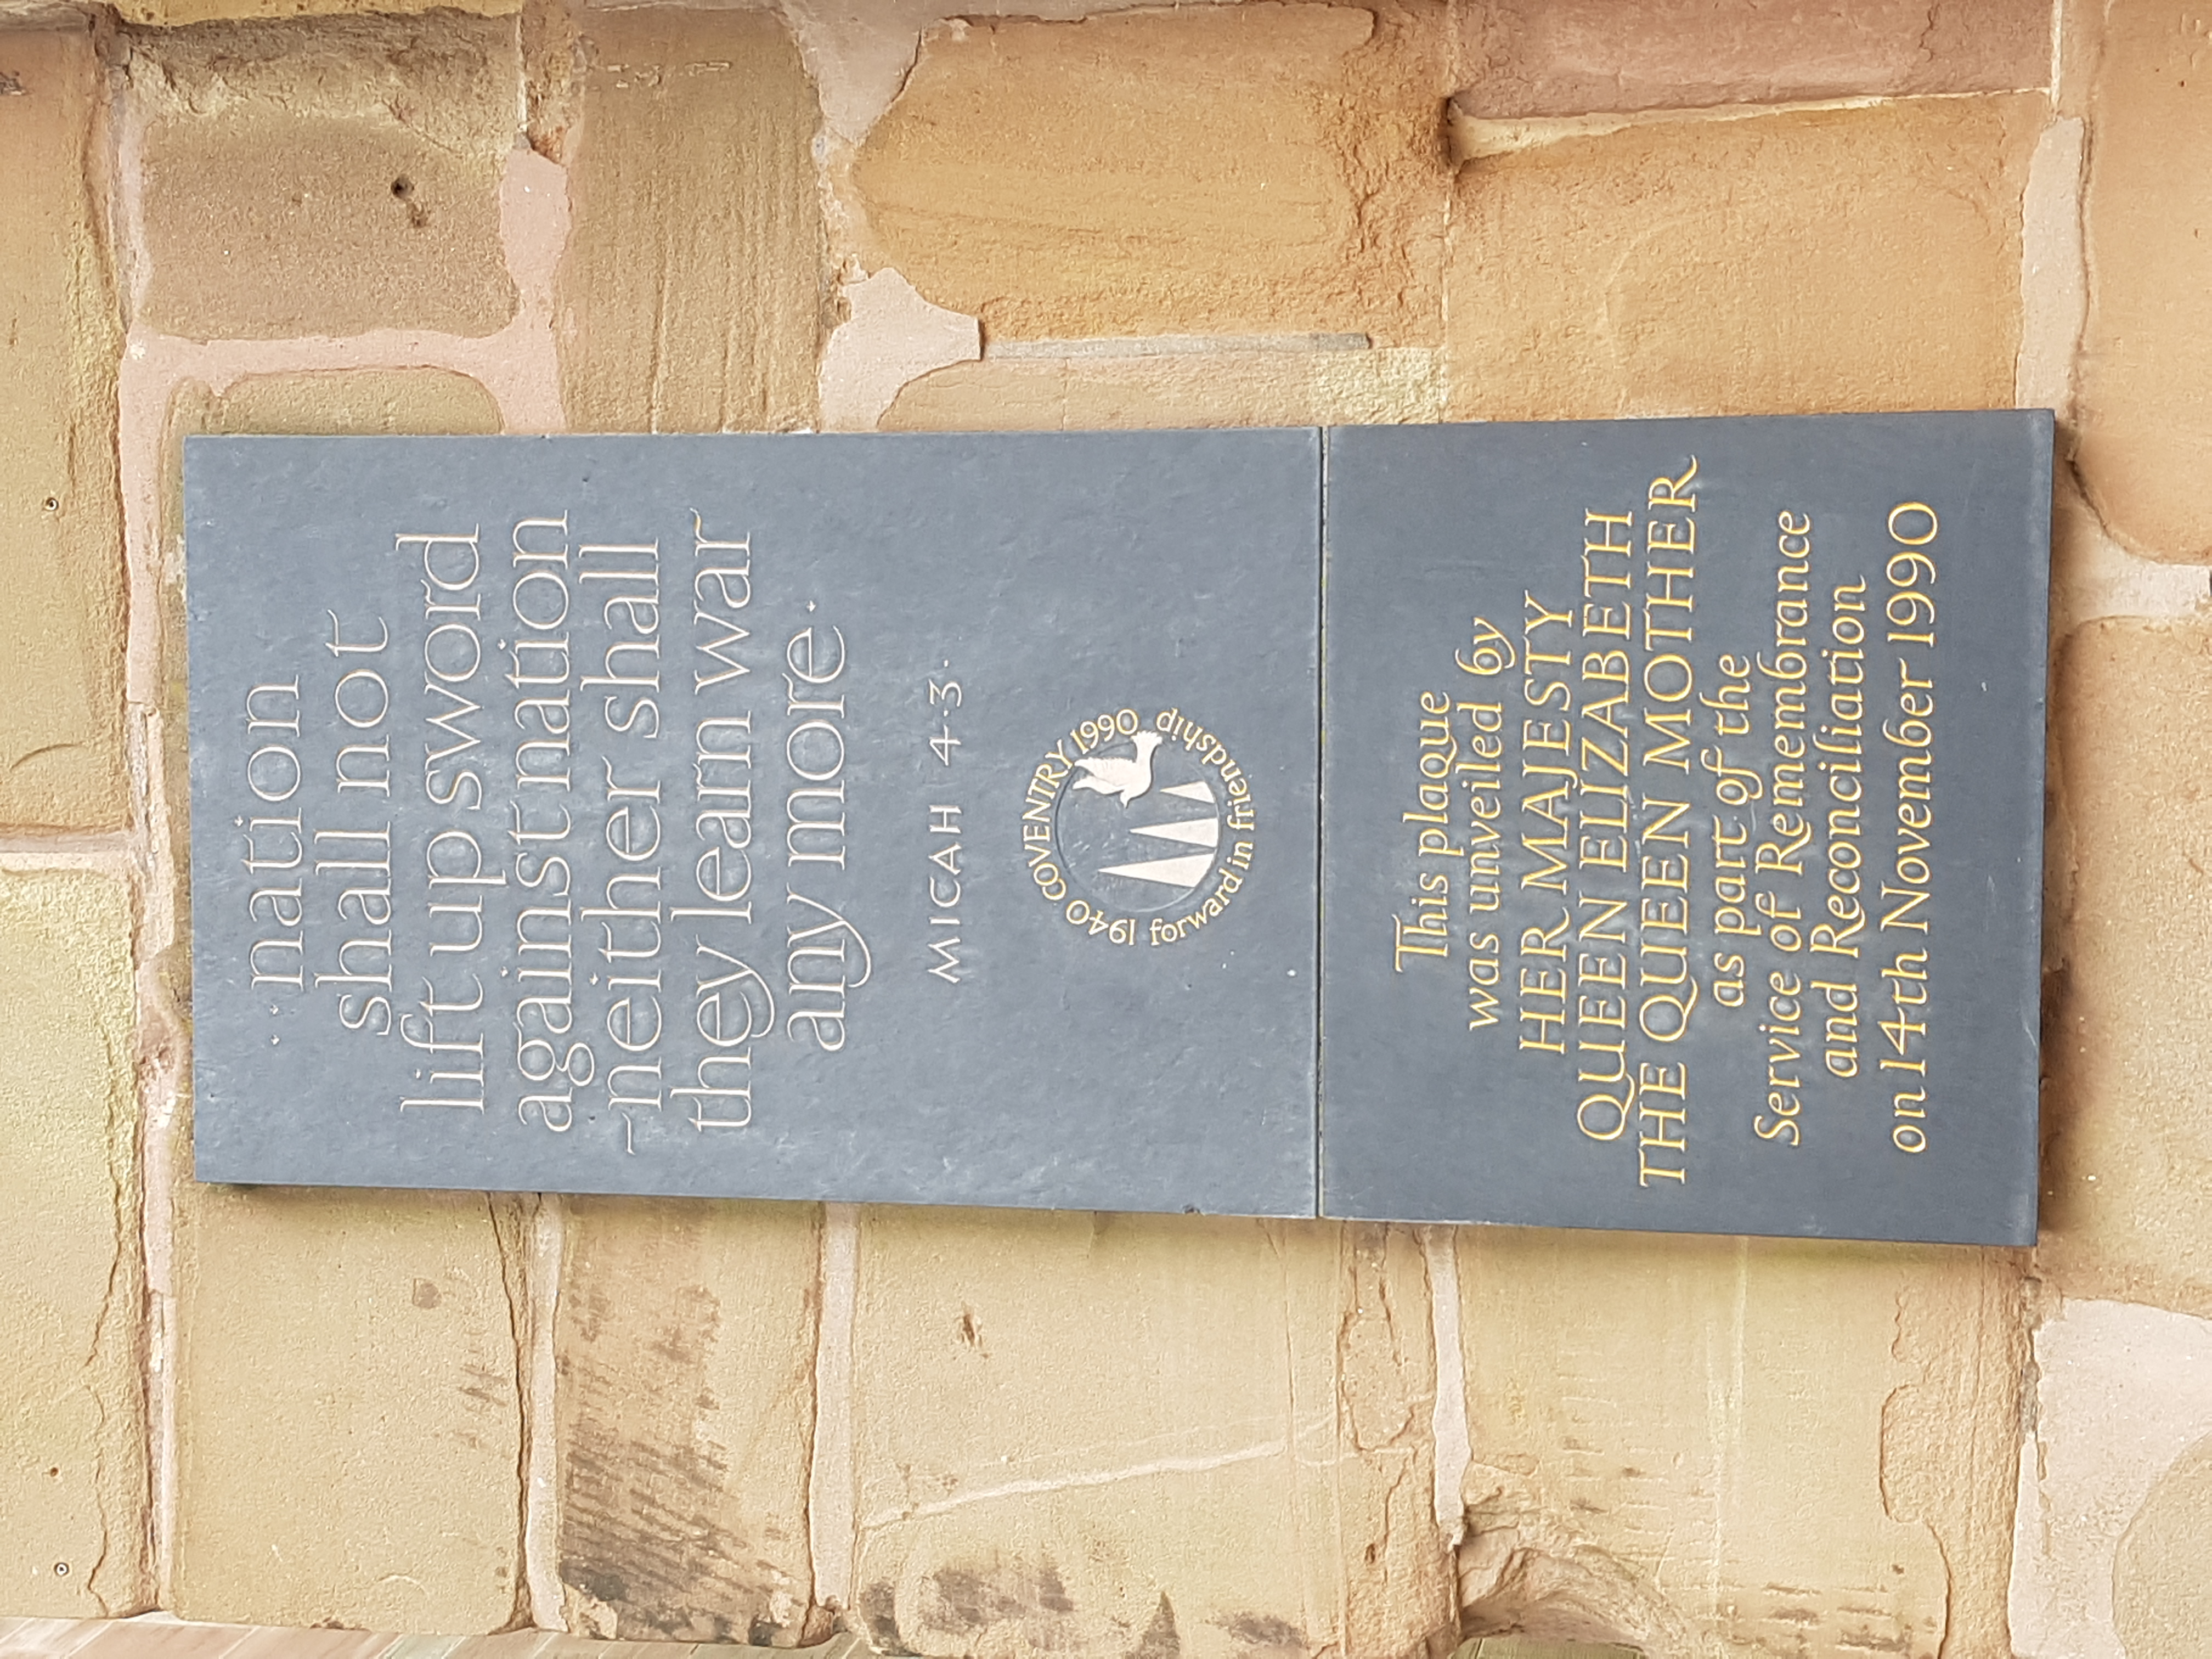 ·· nation
shall not
lift up sword
against nation
~neither shall
they learn war
any more·
MICAH 4·3·
1940 COVENTRY 1990
forward in friendship
This plaque
was unveiled by
HER MAJESTY
QUEEN ELIZABETH
THE QUEEN MOTHER
as part of the
Service of Remembrance
and Reconciliation
on 14th November 1990